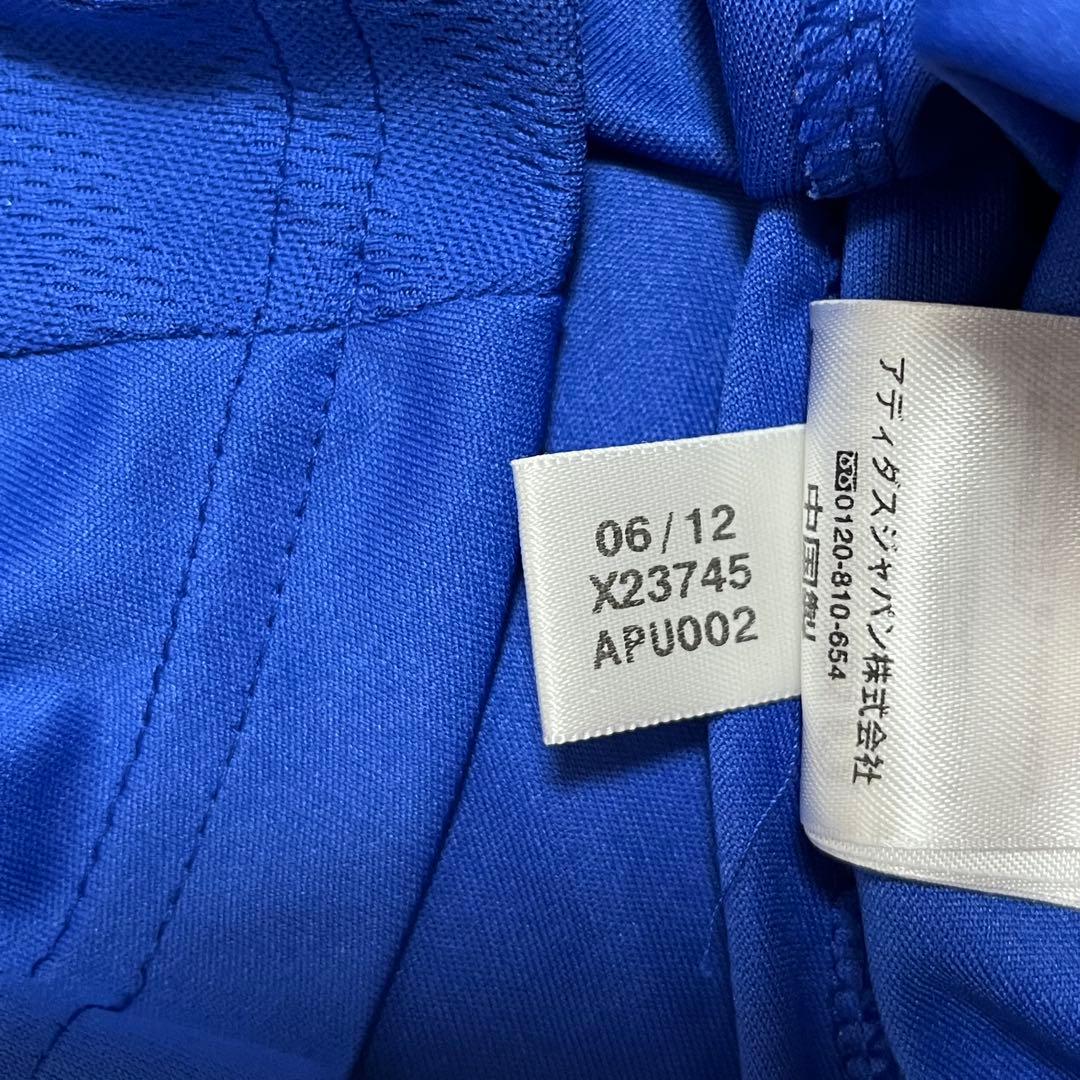 06/12
X23745
APU002
アディダスジャパン株式会社
0120-810-654
中国製